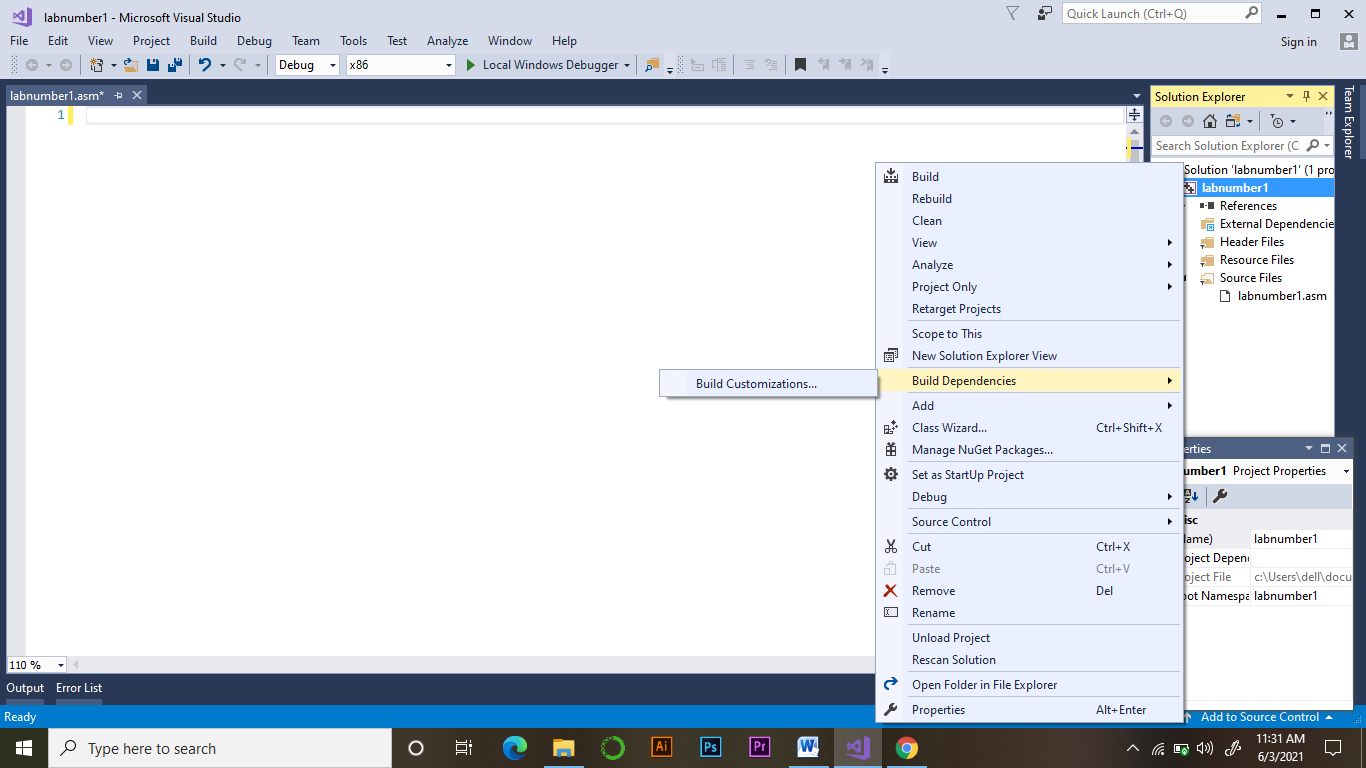 labnumber1 - Microsoft Visual Studio
Quick Launch (Ctrl+Q)
File Edit View Project Build Debug Team Tools Test Analyze Window Help
Sign in
Debug x86 Local Windows Debugger
labnumber1.asm*
1
Solution Explorer
Team Explorer
Search Solution Explorer (C
Solution 'labnumber1' (1 pro
labnumber1
References
External Dependencie
Header Files
Resource Files
Source Files
labnumber1.asm
Build
Rebuild
Clean
View
Analyze
Project Only
Retarget Projects
Scope to This
New Solution Explorer View
Build Dependencies
Build Customizations...
Add
Class Wizard... Ctrl+Shift+X
Manage NuGet Packages...
Set as StartUp Project
Debug
Source Control
Cut Ctrl+X
Paste Ctrl+V
Remove Del
Rename
Unload Project
Rescan Solution
Open Folder in File Explorer
Properties Alt+Enter
erties
umber1 Project Properties
isc
lame) labnumber1
oject Depen
oject File c:\Users\dell\docu
oot Namespa labnumber1
110 %
Output Error List
Ready
Add to Source Control
Type here to search
Ai
Ps
Pr
W
11:31 AM
6/3/2021